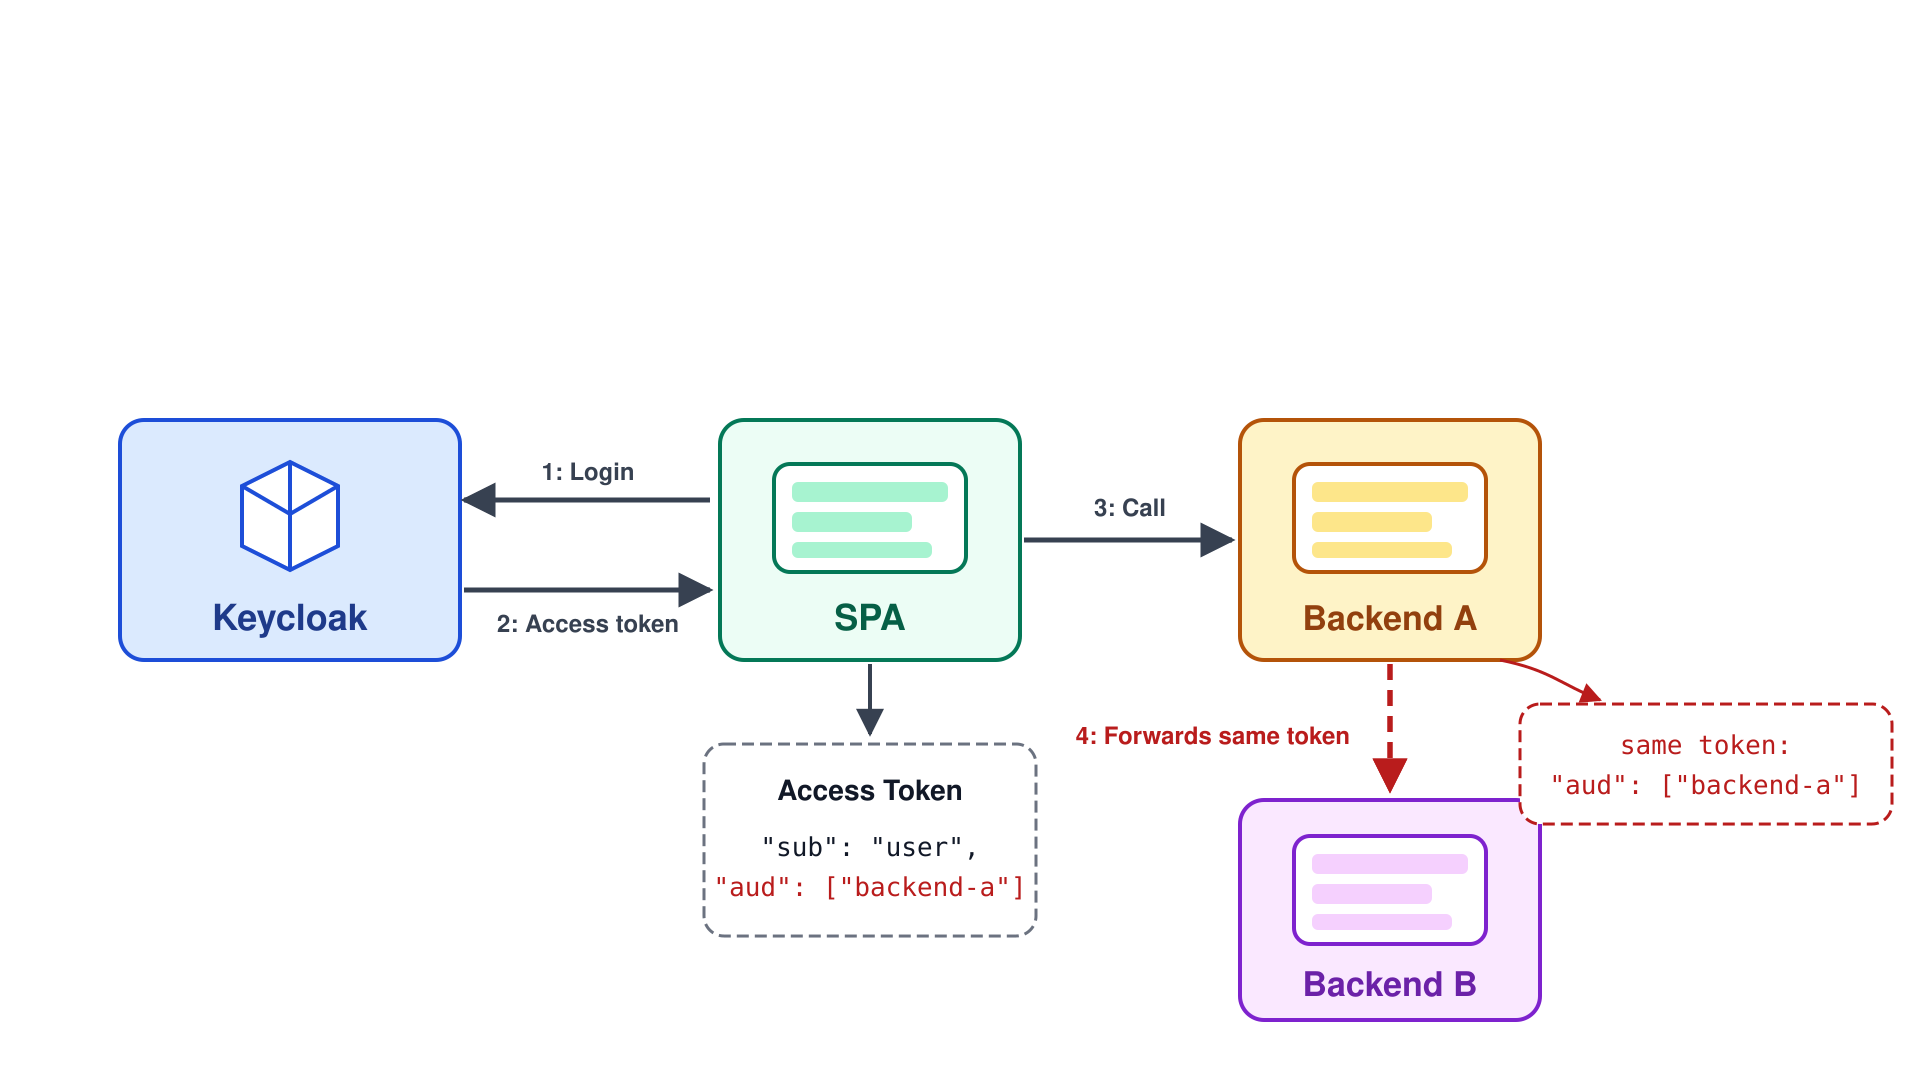 1: Login
2: Access token
3: Call
Keycloak
SPA
Backend A
4: Forwards same token
same token:
"aud": ["backend-a"]
Access Token
"sub": "user",
"aud": ["backend-a"]
Backend B